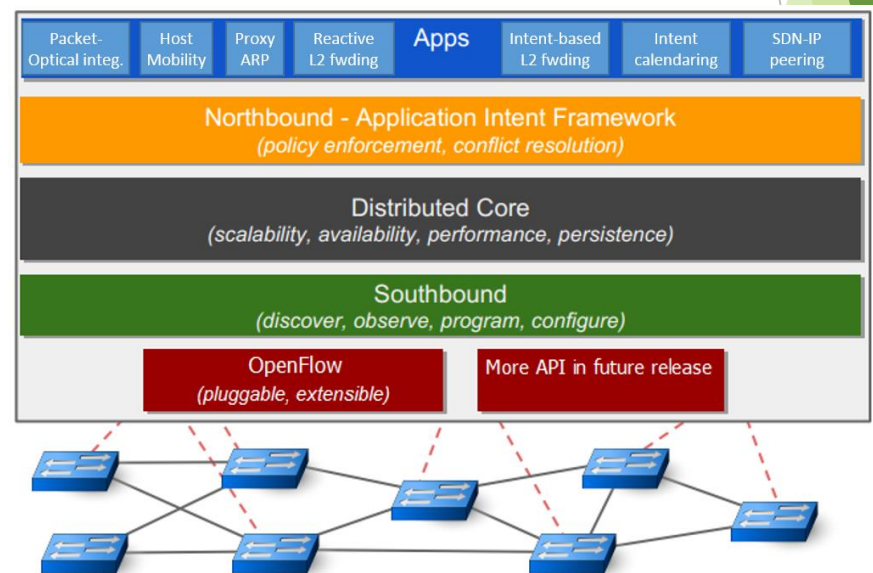 Packet-
Optical integ.
Host
Mobility
Proxy
ARP
Reactive
L2 fwding
Apps
Intent-based
L2 fwding
Intent
calendaring
SDN-IP
peering
Northbound - Application Intent Framework
(policy enforcement, conflict resolution)
Distributed Core
(scalability, availability, performance, persistence)
Southbound
(discover, observe, program, configure)
OpenFlow
(pluggable, extensible)
More API in future release